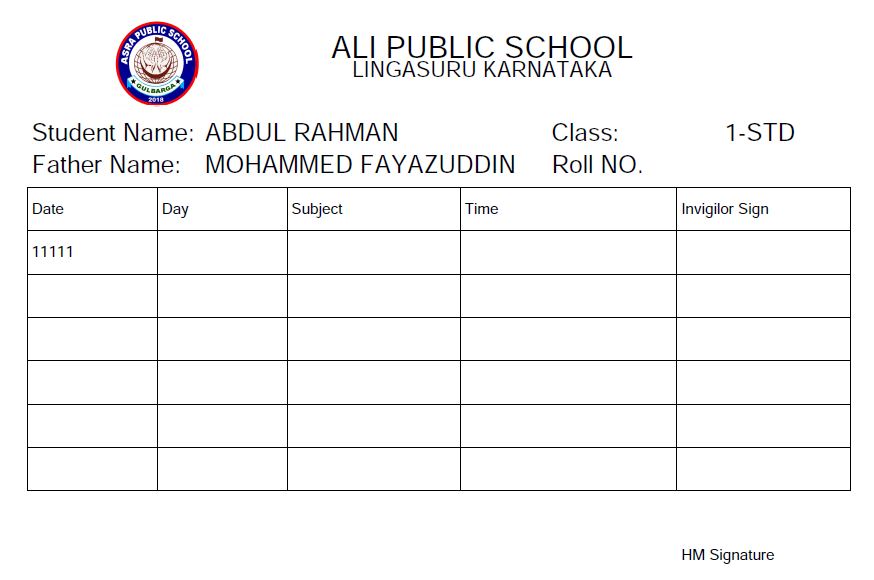 ASRA PUBLIC SCHOOL
GULBARGA
2018
ALI PUBLIC SCHOOL
LINGASURU KARNATAKA
Student Name: ABDUL RAHMAN Class: 1-STD
Father Name: MOHAMMED FAYAZUDDIN Roll NO.
Date Day Subject Time Invigilor Sign
11111
HM Signature